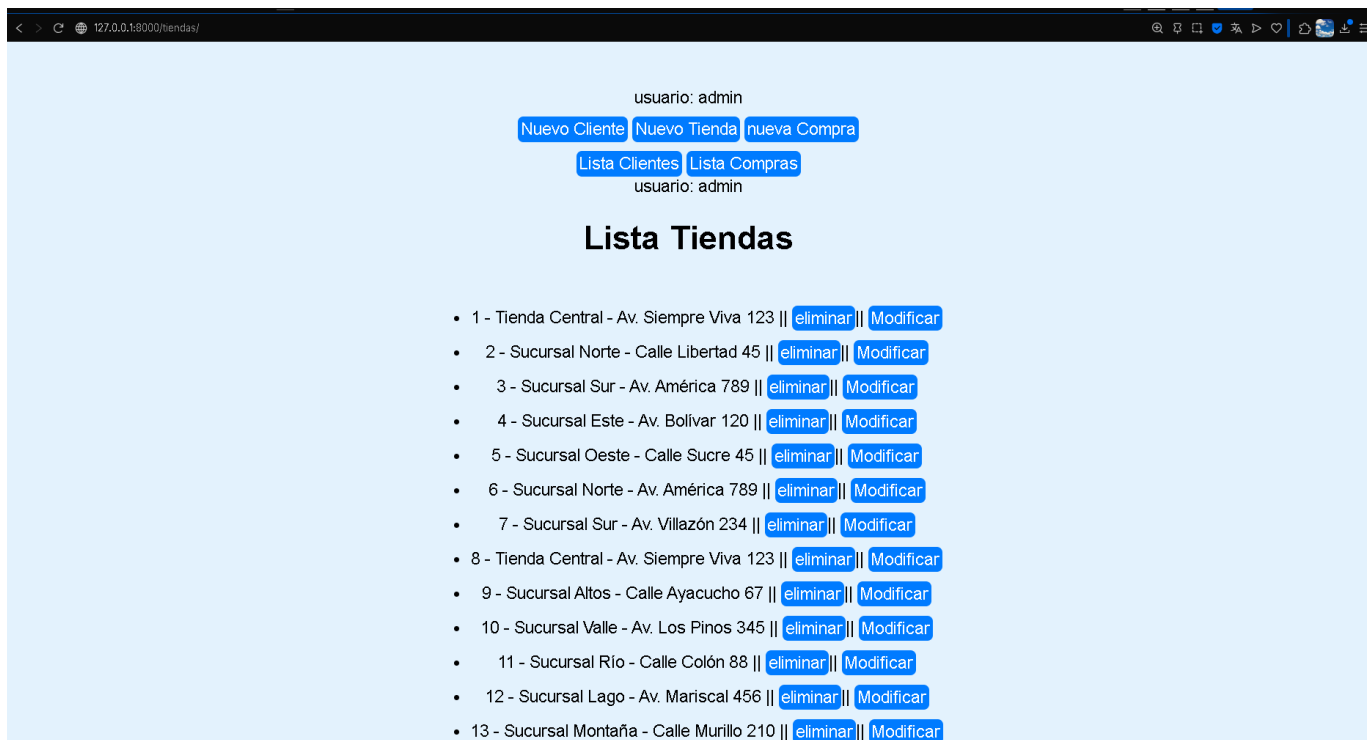 127.0.0.1:8000/tiendas/
usuario: admin
Nuevo Cliente Nuevo Tienda nueva Compra
Lista Clientes Lista Compras
usuario: admin
Lista Tiendas
• 1 - Tienda Central - Av. Siempre Viva 123 || eliminar|| Modificar
• 2 - Sucursal Norte - Calle Libertad 45 || eliminar|| Modificar
• 3 - Sucursal Sur - Av. América 789 || eliminar|| Modificar
• 4 - Sucursal Este - Av. Bolívar 120 || eliminar|| Modificar
• 5 - Sucursal Oeste - Calle Sucre 45 || eliminar|| Modificar
• 6 - Sucursal Norte - Av. América 789 || eliminar|| Modificar
• 7 - Sucursal Sur - Av. Villazón 234 || eliminar|| Modificar
• 8 - Tienda Central - Av. Siempre Viva 123 || eliminar|| Modificar
• 9 - Sucursal Altos - Calle Ayacucho 67 || eliminar|| Modificar
• 10 - Sucursal Valle - Av. Los Pinos 345 || eliminar|| Modificar
• 11 - Sucursal Río - Calle Colón 88 || eliminar|| Modificar
• 12 - Sucursal Lago - Av. Mariscal 456 || eliminar|| Modificar
• 13 - Sucursal Montaña - Calle Murillo 210 || eliminar|| Modificar